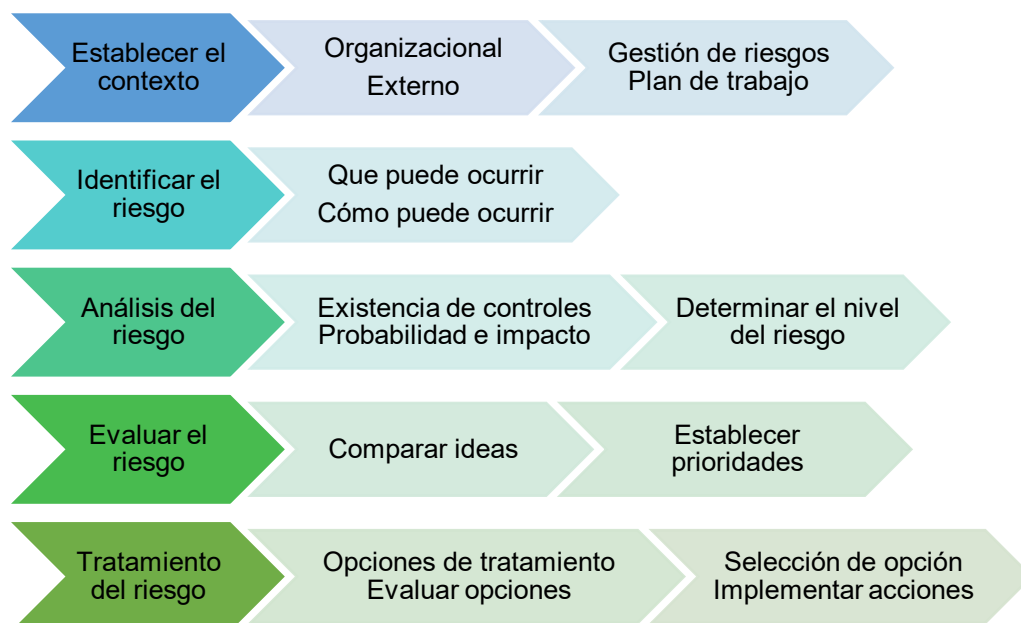 Establecer el
contexto
Organizacional
Externo
Gestión de riesgos
Plan de trabajo
Identificar el
riesgo
Que puede ocurrir
Cómo puede ocurrir
Análisis del
riesgo
Existencia de controles
Probabilidad e impacto
Determinar el nivel
del riesgo
Evaluar el
riesgo
Comparar ideas
Establecer
prioridades
Tratamiento
del riesgo
Opciones de tratamiento
Evaluar opciones
Selección de opción
Implementar acciones